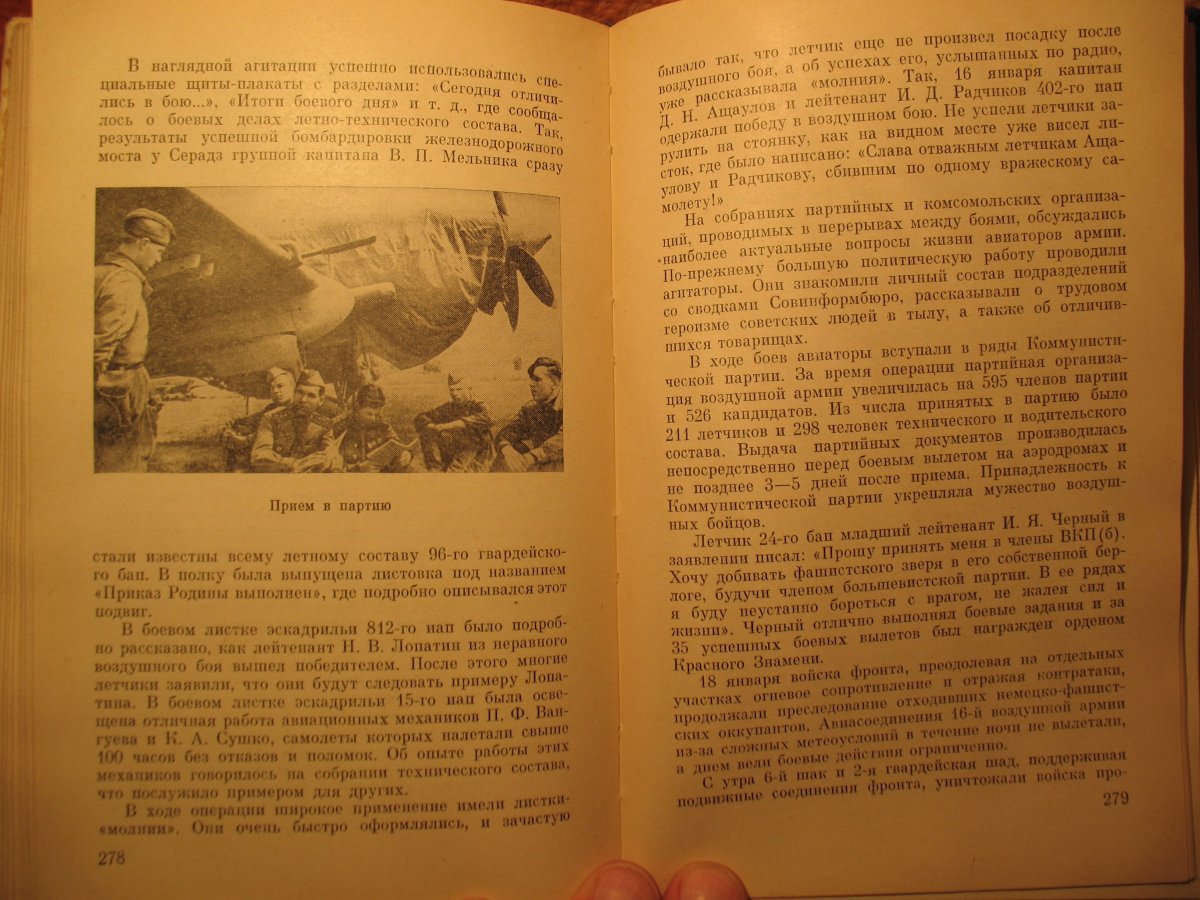 В наглядной агитации успешно использовались спе-
циальные щиты-плакаты с разделами: «Сегодня отличи-
лись в бою...», «Итоги боевого дня» и т. д., где сообща-
лось о боевых делах летно-технического состава. Так,
результаты успешной бомбардировки железнодорожного
моста у Серадз группой капитана В. П. Мельника сразу
Прием в партию
стали известны всему летному составу 96-го гвардейско-
го бап. В полку была выпущена листовка под названием
«Приказ Родины выполнен», где подробно описывался этот
подвиг.
В боевом листке эскадрильи 812-го иап было подроб-
но рассказано, как лейтенант Н. В. Лопатин из неравного
воздушного боя вышел победителем. После этого многие
летчики заявили, что они будут следовать примеру Лопа-
тина. В боевом листке эскадрильи 15-го иап была осве-
щена отличная работа авиационных механиков П. Ф. Ван-
гуева и К. А. Сушко, самолеты которых налетали свыше
100 часов без отказов и поломок. Об опыте работы этих
механиков говорилось на собрании технического состава,
что послужило примером для других.
В ходе операции широкое применение имели листки-
«молнии». Они очень быстро оформлялись, и зачастую
278
бывало так, что летчик еще не произвел посадку после
воздушного боя, а об успехах его, услышанных по радио,
уже рассказывала «молния». Так, 16 января капитан
Д. Н. Ащаулов и лейтенант И. Д. Радчиков 402-го иап
одержали победу в воздушном бою. Не успели летчики за-
рулить на стоянку, как на видном месте уже висел ли-
сток, где было написано: «Слава отважным летчикам Аща-
улову и Радчикову, сбившим по одному вражескому са-
молету!»
На собраниях партийных и комсомольских организа-
ций, проводимых в перерывах между боями, обсуждались
наиболее актуальные вопросы жизни авиаторов армии.
По-прежнему большую политическую работу проводили
агитаторы. Они знакомили личный состав подразделений
со сводками Совинформбюро, рассказывали о трудовом
героизме советских людей в тылу, а также об отличив-
шихся товарищах.
В ходе боев авиаторы вступали в ряды Коммунисти-
ческой партии. За время операции партийная организа-
ция воздушной армии увеличилась на 595 членов партии
и 526 кандидатов. Из числа принятых в партию было
211 летчиков и 298 человек технического и водительского
состава. Выдача партийных документов производилась
непосредственно перед боевым вылетом на аэродромах и
не позднее 3—5 дней после приема. Принадлежность к
Коммунистической партии укрепляла мужество воздуш-
ных бойцов.
Летчик 24-го бап младший лейтенант И. Я. Черный в
заявлении писал: «Прошу принять меня в члены ВКП(б).
Хочу добивать фашистского зверя в его собственной бер-
логе, будучи членом большевистской партии. В ее рядах
я буду неустанно бороться с врагом, не жалея сил и
жизни». Черный отлично выполнял боевые задания и за
35 успешных боевых вылетов был награжден орденом
Красного Знамени.
18 января войска фронта, преодолевая на отдельных
участках огневое сопротивление и отражая контратаки,
продолжали преследование отходивших немецко-фашист-
ских оккупантов. Авиасоединения 16-й воздушной армии
из-за сложных метеоусловий в течение ночи не вылетали,
а днем вели боевые действия ограниченно.
С утра 6-й шак и 2-я гвардейская шад, поддерживая
подвижные соединения фронта, уничтожали войска про-
279